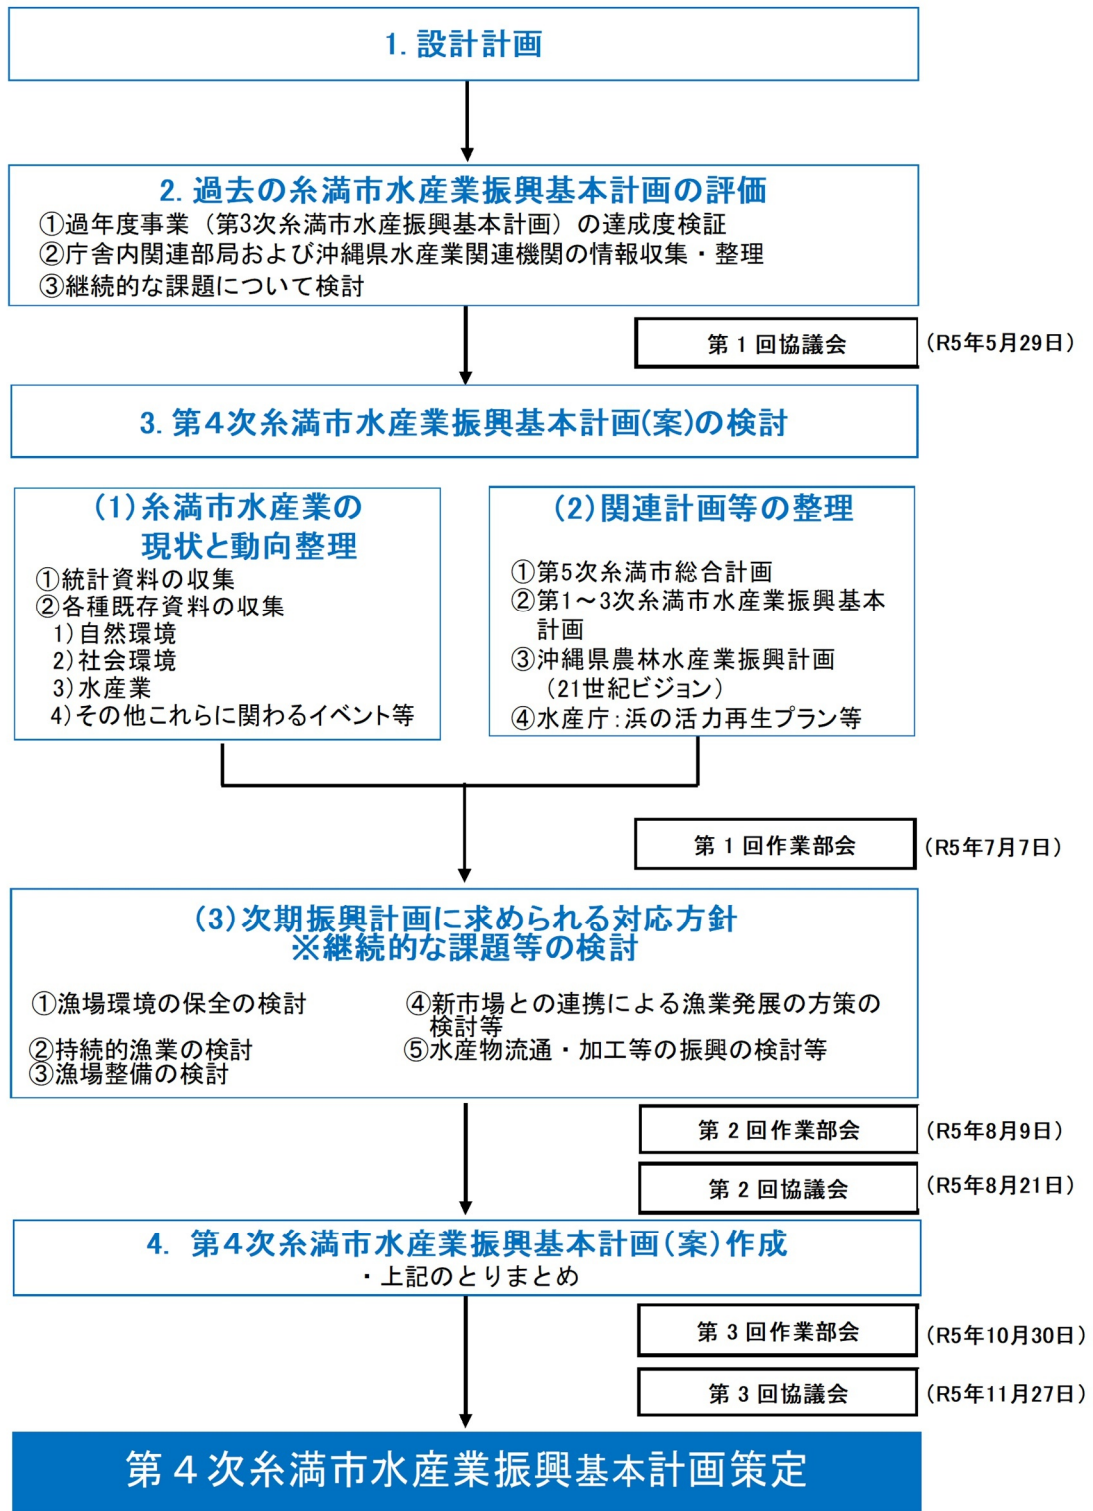 1. 設計計画
2. 過去の糸満市水産業振興基本計画の評価
①過年度事業（第3次糸満市水産振興基本計画）の達成度検証
②庁舎内関連部局および沖縄県水産業関連機関の情報収集・整理
③継続的な課題について検討
第1回協議会
(R5年5月29日)
3. 第4次糸満市水産業振興基本計画(案)の検討
(1)糸満市水産業の
現状と動向整理
①統計資料の収集
②各種既存資料の収集
1)自然環境
2)社会環境
3)水産業
4)その他これらに関わるイベント等
(2)関連計画等の整理
①第5次糸満市総合計画
②第1～3次糸満市水産業振興基本
計画
③沖縄県農林水産業振興計画
(21世紀ビジョン)
④水産庁:浜の活力再生プラン等
第1回作業部会
(R5年7月7日)
(3)次期振興計画に求められる対応方針
※継続的な課題等の検討
①漁場環境の保全の検討
②持続的漁業の検討
③漁場整備の検討
④新市場との連携による漁業発展の方策の
検討等
⑤水産物流通・加工等の振興の検討等
第2回作業部会
(R5年8月9日)
第2回協議会
(R5年8月21日)
4. 第4次糸満市水産業振興基本計画(案)作成
・上記のとりまとめ
第3回作業部会
(R5年10月30日)
第3回協議会
(R5年11月27日)
第4次糸満市水産業振興基本計画策定